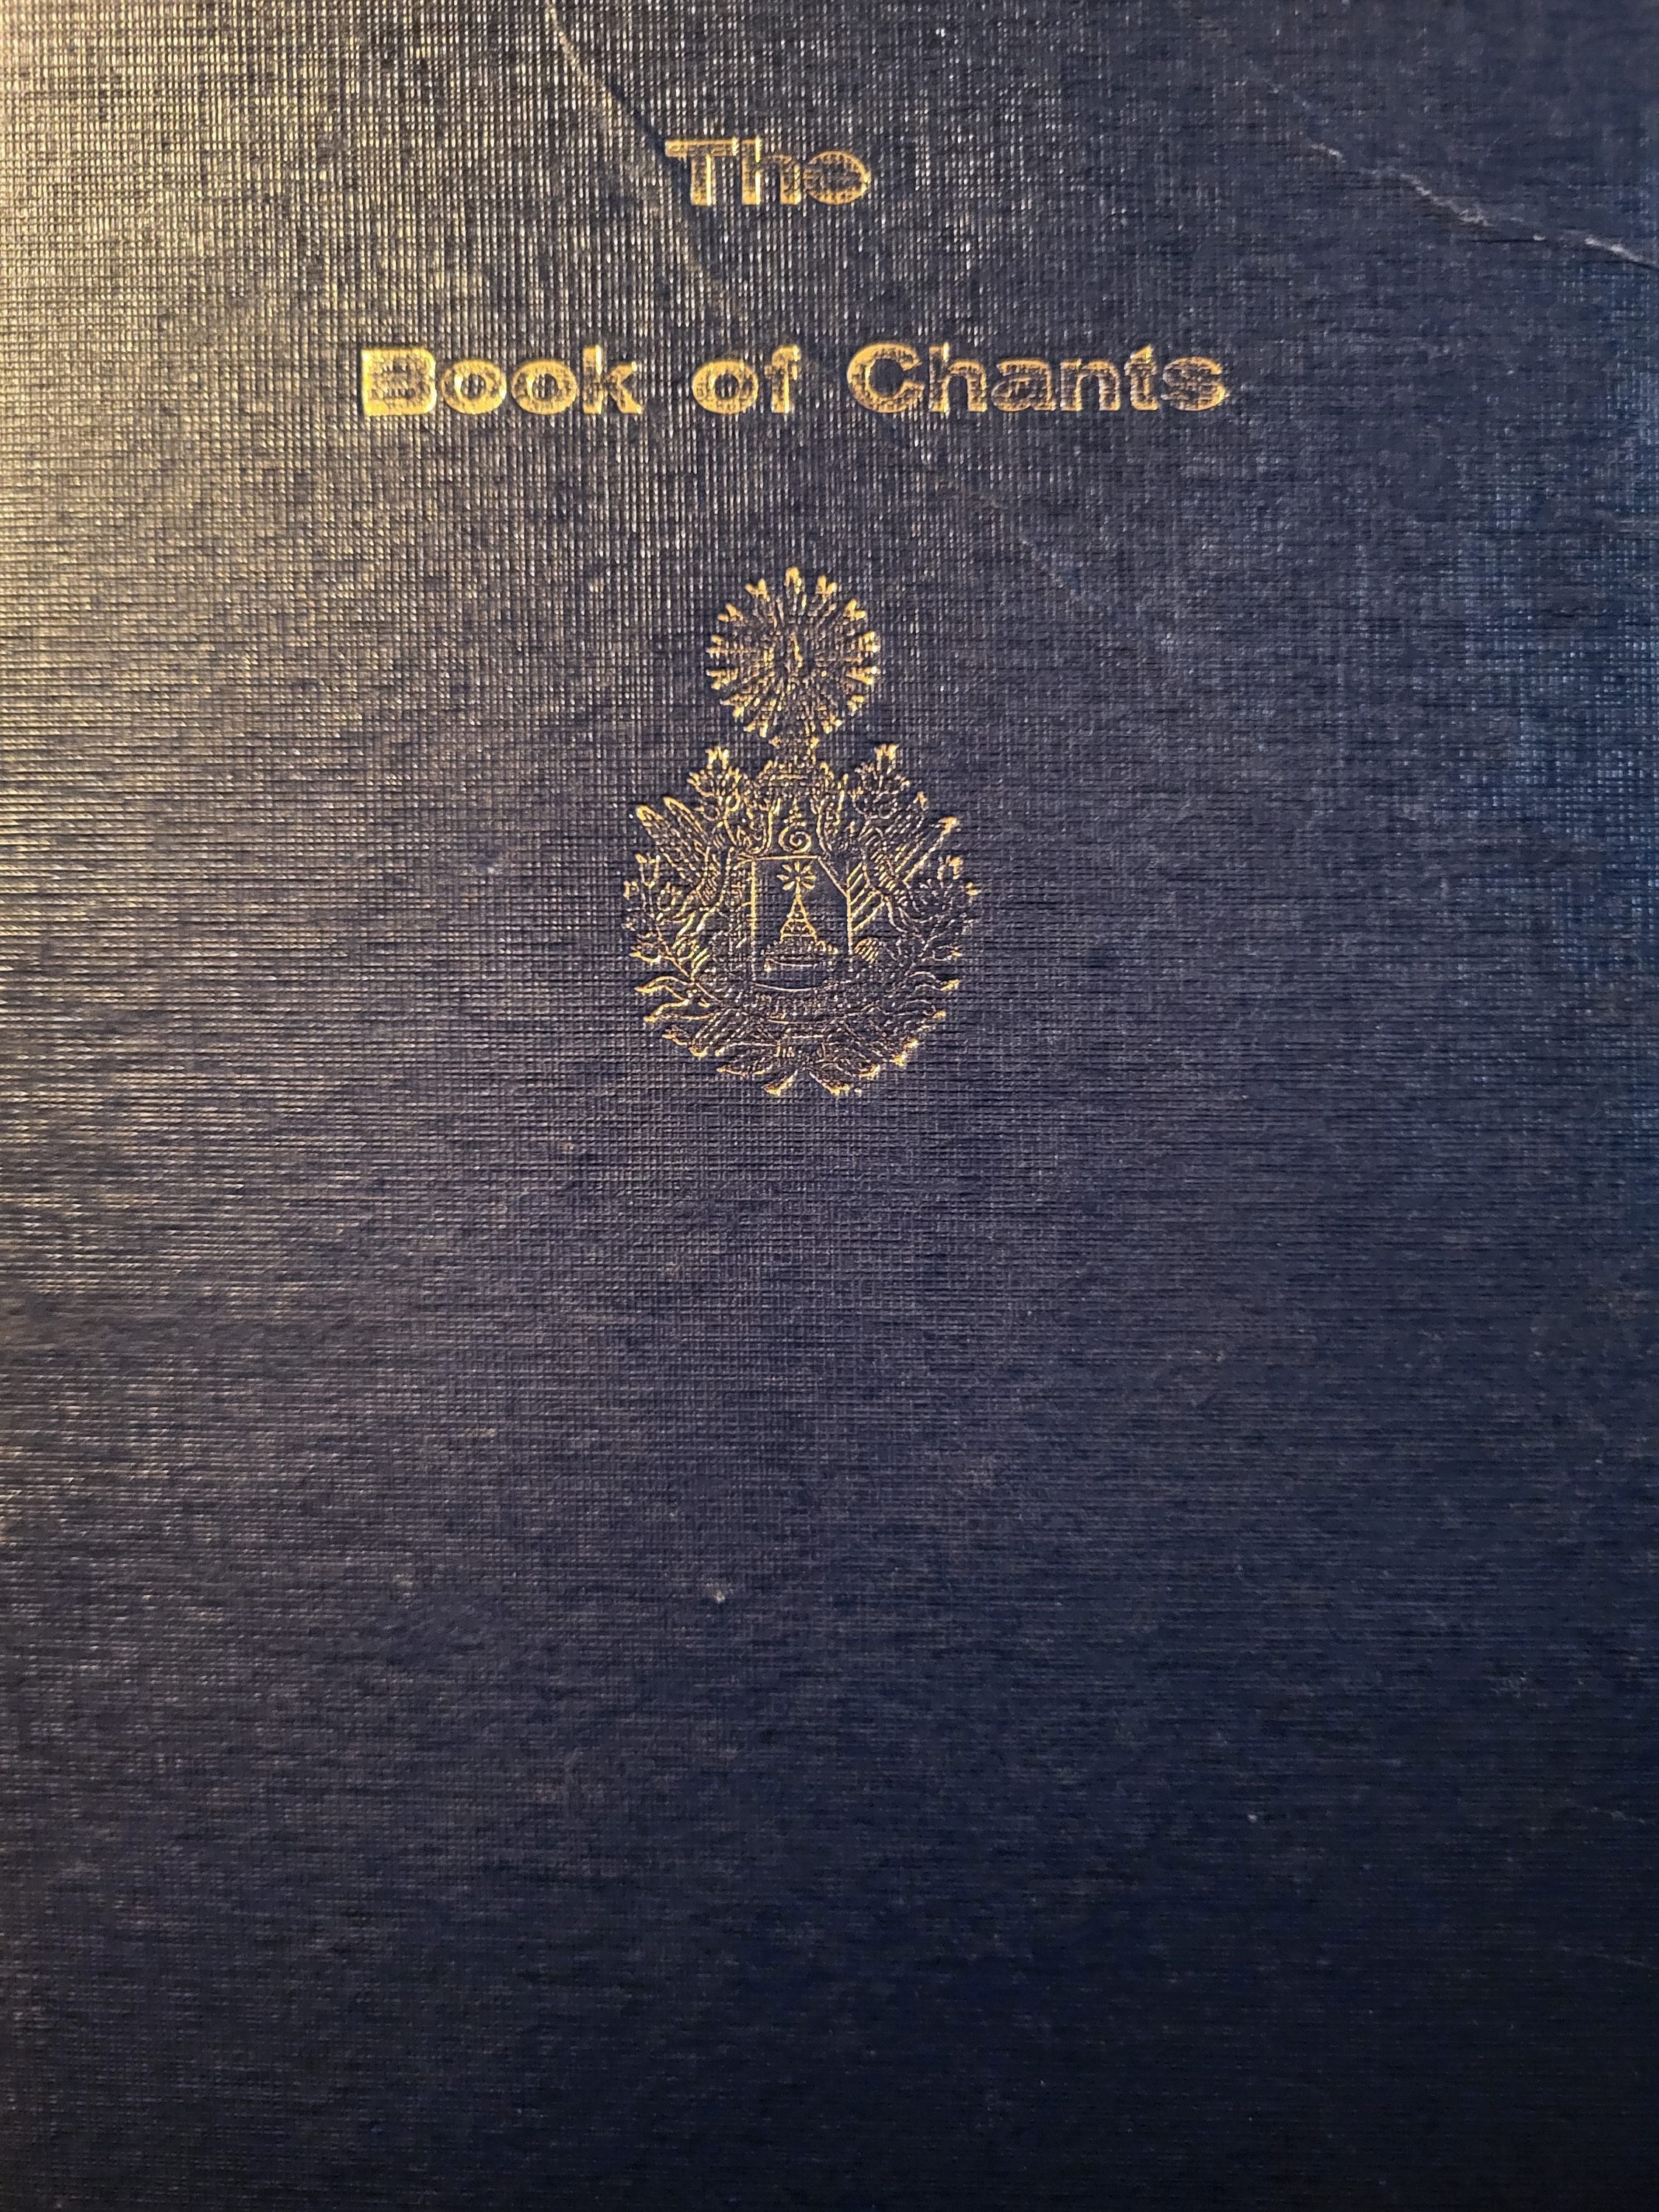 The
Book of Chants